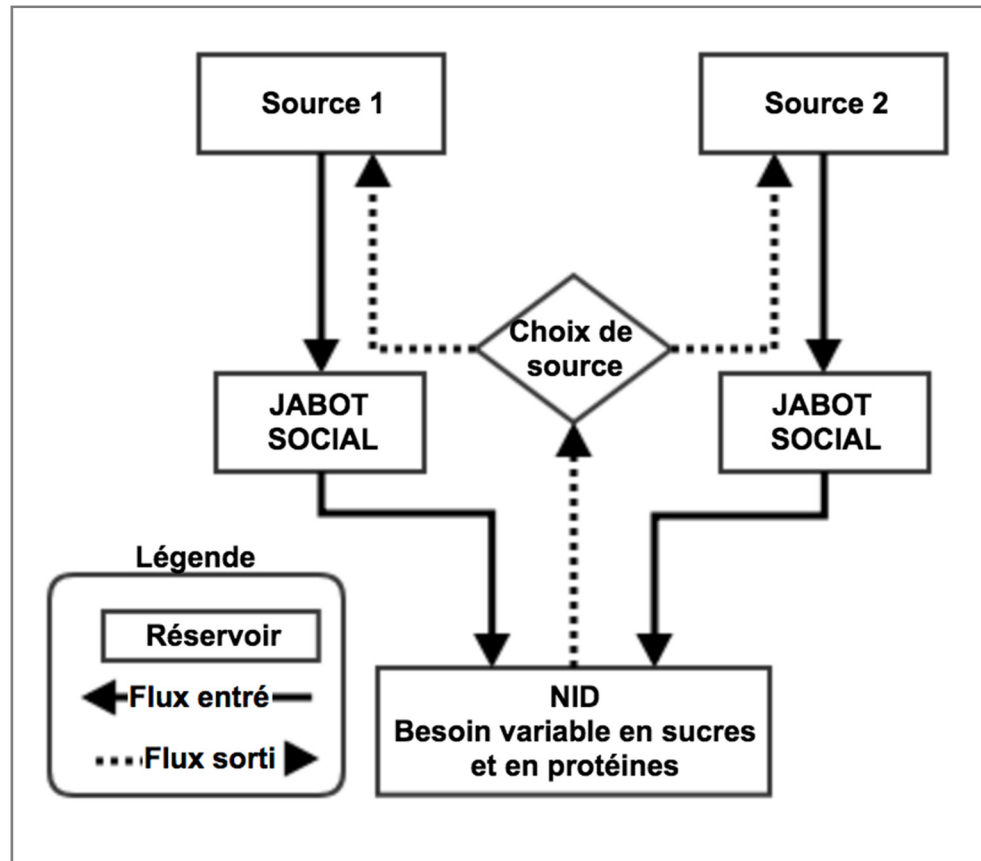 Source 1
Source 2
Choix de
source
JABOT
SOCIAL
JABOT
SOCIAL
Légende
Réservoir
Flux entré
Flux sorti
NID
Besoin variable en sucres
et en protéines